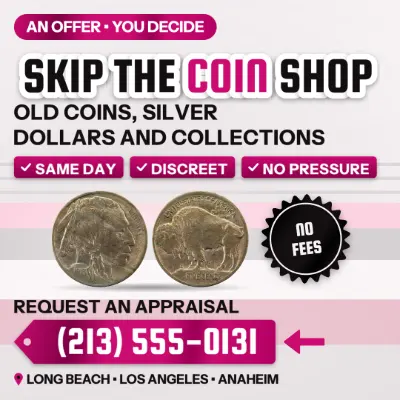 AN OFFER • YOU DECIDE
SKIP THE COIN SHOP
OLD COINS, SILVER
DOLLARS AND COLLECTIONS
✓ SAME DAY ✓ DISCREET ✓ NO PRESSURE
NO
FEES
REQUEST AN APPRAISAL
(213) 555-0131
LONG BEACH • LOS ANGELES • ANAHEIM